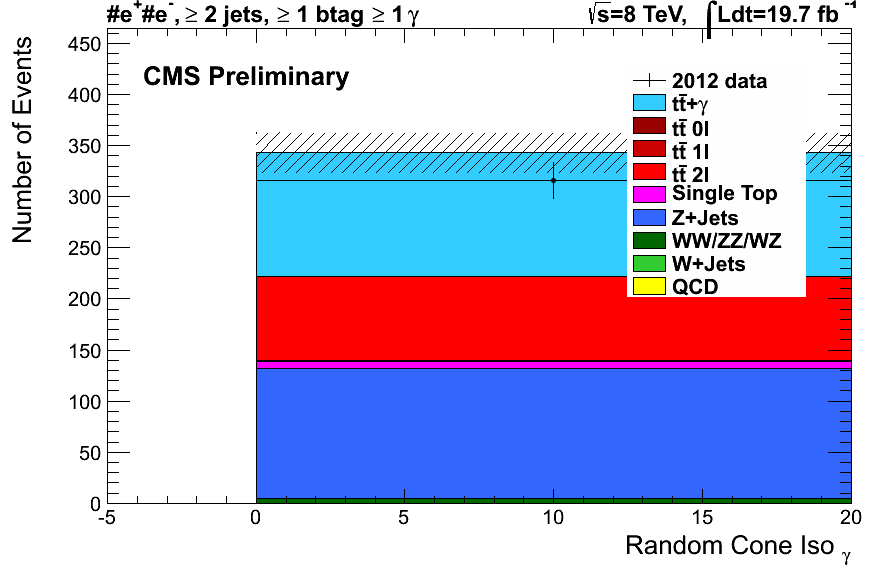 #e⁺#e⁻, ≥ 2 jets, ≥ 1 btag ≥ 1 γ
√s=8 TeV, ∫Ldt=19.7 fb⁻¹
CMS Preliminary
2012 data
tt̄+γ
tt̄ 0l
tt̄ 1l
tt̄ 2l
Single Top
Z+Jets
WW/ZZ/WZ
W+Jets
QCD
Number of Events
450
400
350
300
250
200
150
100
50
0
-5 0 5 10 15 20
Random Cone Iso γ